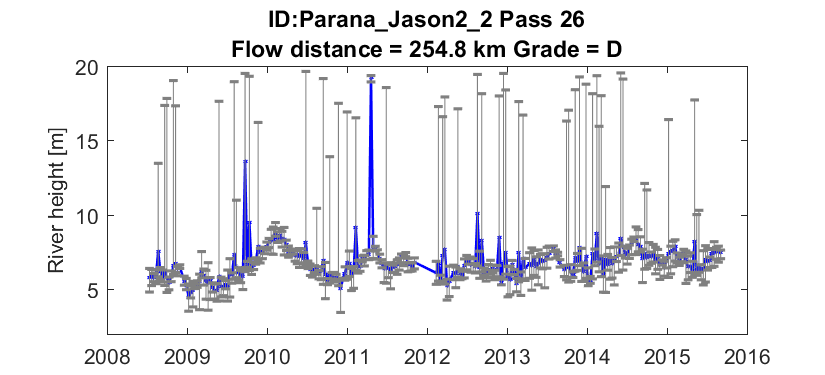 ID:Parana_Jason2_2 Pass 26
Flow distance = 254.8 km Grade = D
20
15
10
5
River height [m]
2008 2009 2010 2011 2012 2013 2014 2015 2016